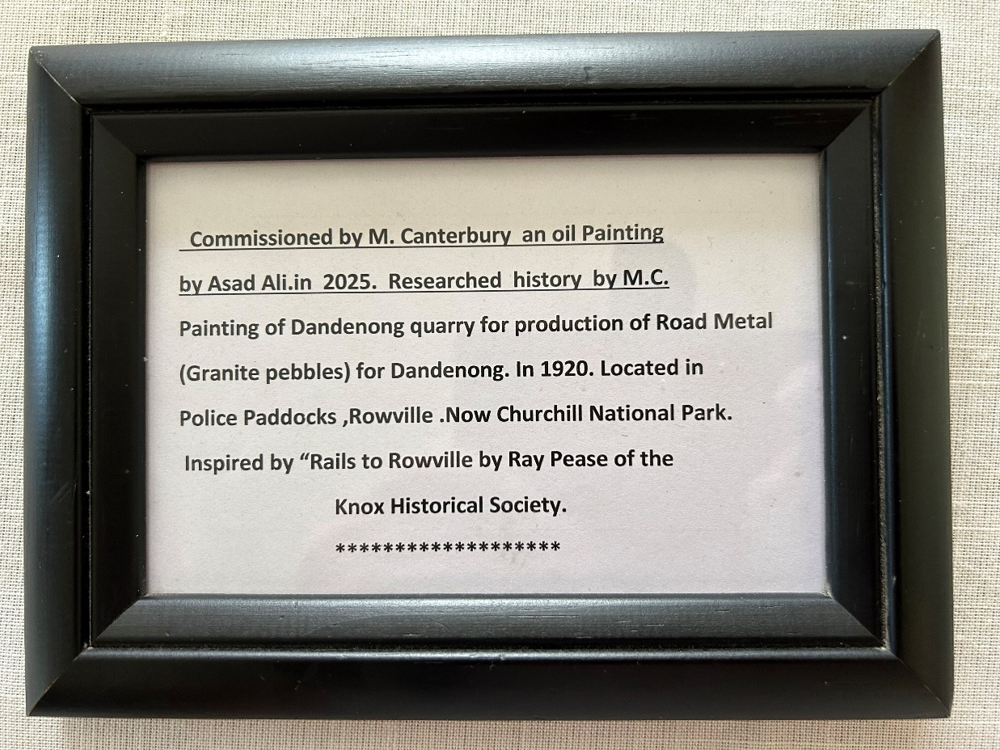 Commissioned by M. Canterbury an oil Painting
by Asad Ali.in 2025. Researched history by M.C.
Painting of Dandenong quarry for production of Road Metal
(Granite pebbles) for Dandenong. In 1920. Located in
Police Paddocks ,Rowville .Now Churchill National Park.
Inspired by “Rails to Rowville by Ray Pease of the
Knox Historical Society.
*******************